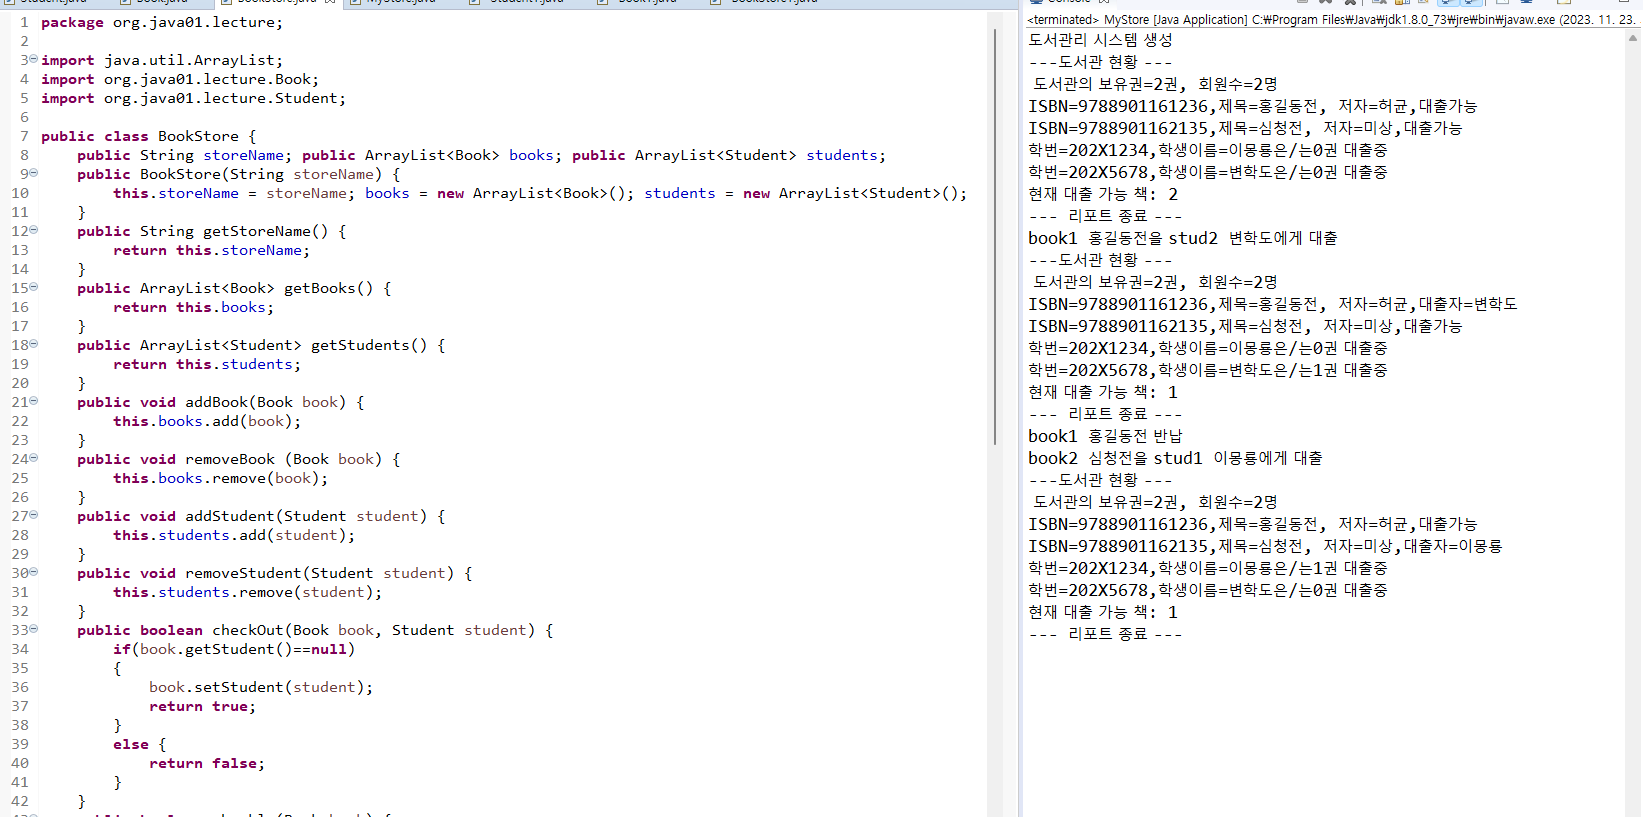 Student.java Book.java BookStore.java MyStore.java Student1.java Book1.java BookStore1.java
1 package org.java01.lecture;
2
3 import java.util.ArrayList;
4 import org.java01.lecture.Book;
5 import org.java01.lecture.Student;
6
7 public class BookStore {
8 public String storeName; public ArrayList<Book> books; public ArrayList<Student> students;
9 public BookStore(String storeName) {
10 this.storeName = storeName; books = new ArrayList<Book>(); students = new ArrayList<Student>();
11 }
12 public String getStoreName() {
13 return this.storeName;
14 }
15 public ArrayList<Book> getBooks() {
16 return this.books;
17 }
18 public ArrayList<Student> getStudents() {
19 return this.students;
20 }
21 public void addBook(Book book) {
22 this.books.add(book);
23 }
24 public void removeBook (Book book) {
25 this.books.remove(book);
26 }
27 public void addStudent(Student student) {
28 this.students.add(student);
29 }
30 public void removeStudent(Student student) {
31 this.students.remove(student);
32 }
33 public boolean checkOut(Book book, Student student) {
34 if(book.getStudent()==null)
35 {
36 book.setStudent(student);
37 return true;
38 }
39 else {
40 return false;
41 }
42 }
Console
<terminated> MyStore [Java Application] C:₩Program Files₩Java₩jdk1.8.0_73₩jre₩bin₩javaw.exe (2023. 11. 23.
도서관리 시스템 생성
---도서관 현황 ---
도서관의 보유권=2권, 회원수=2명
ISBN=9788901161236,제목=홍길동전, 저자=허균,대출가능
ISBN=9788901162135,제목=심청전, 저자=미상,대출가능
학번=202X1234,학생이름=이몽룡은/는0권 대출중
학번=202X5678,학생이름=변학도은/는0권 대출중
현재 대출 가능 책: 2
--- 리포트 종료 ---
book1 홍길동전을 stud2 변학도에게 대출
---도서관 현황 ---
도서관의 보유권=2권, 회원수=2명
ISBN=9788901161236,제목=홍길동전, 저자=허균,대출자=변학도
ISBN=9788901162135,제목=심청전, 저자=미상,대출가능
학번=202X1234,학생이름=이몽룡은/는0권 대출중
학번=202X5678,학생이름=변학도은/는1권 대출중
현재 대출 가능 책: 1
--- 리포트 종료 ---
book1 홍길동전 반납
book2 심청전을 stud1 이몽룡에게 대출
---도서관 현황 ---
도서관의 보유권=2권, 회원수=2명
ISBN=9788901161236,제목=홍길동전, 저자=허균,대출가능
ISBN=9788901162135,제목=심청전, 저자=미상,대출자=이몽룡
학번=202X1234,학생이름=이몽룡은/는1권 대출중
학번=202X5678,학생이름=변학도은/는0권 대출중
현재 대출 가능 책: 1
--- 리포트 종료 ---